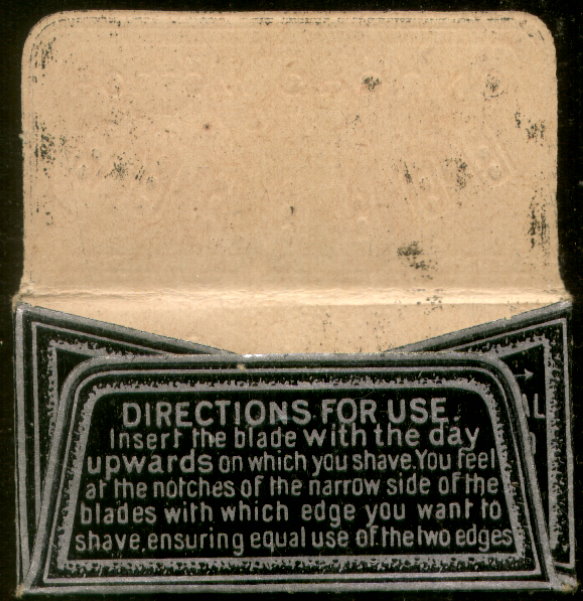 DIRECTIONS FOR USE.
Insert the blade with the day
upwards on which you shave. You feel
at the notches of the narrow side of the
blades with which edge you want to
shave, ensuring equal use of the two edges